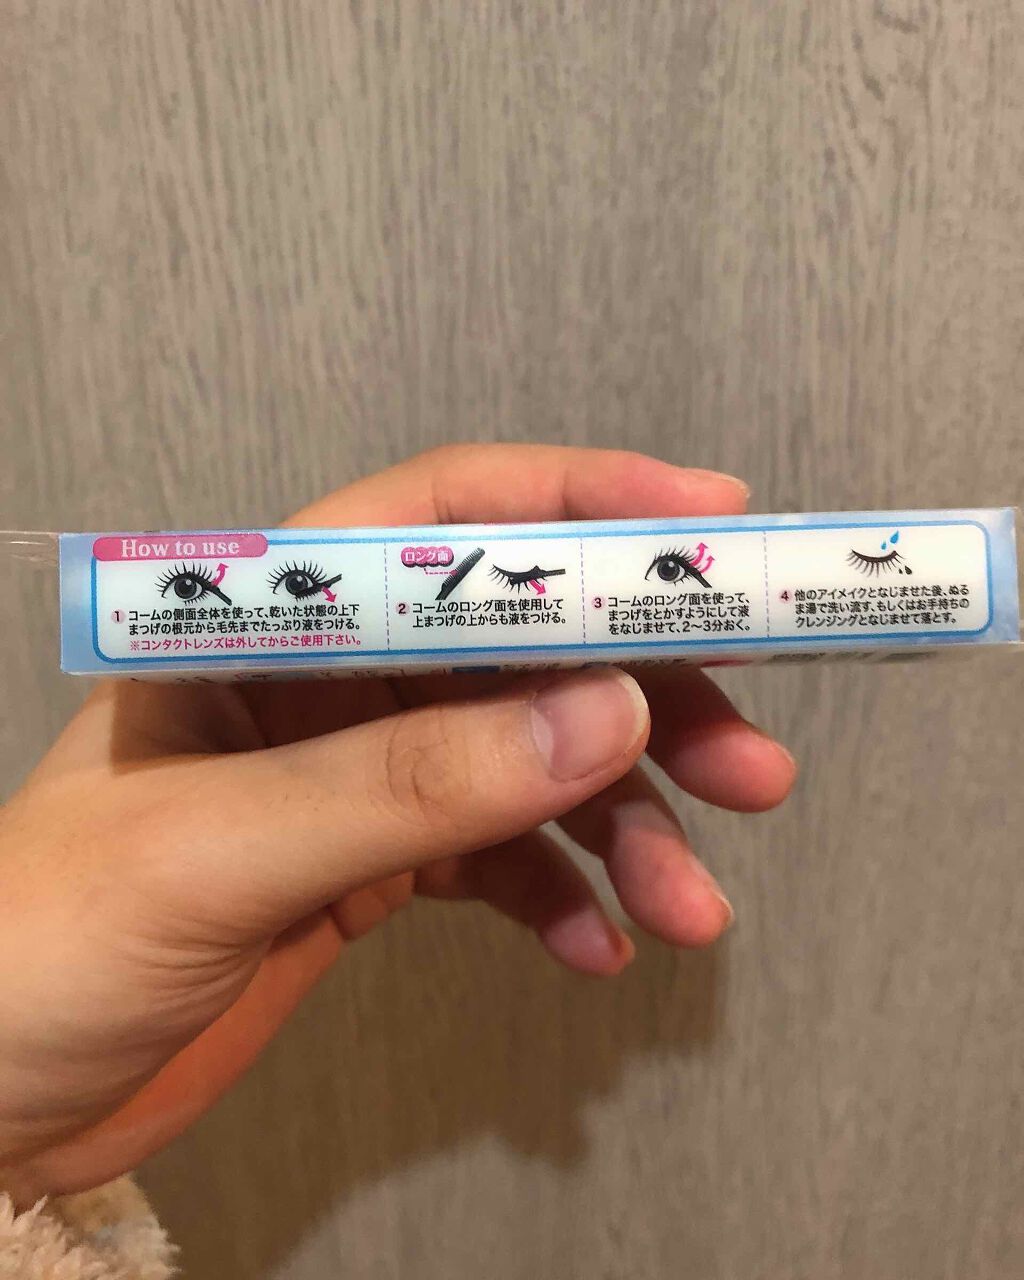 How to use
1 コームの側面全体を使って、乾いた状態の上下
まつげの根元から毛先までたっぷり液をつける。
※コンタクトレンズは外してからご使用下さい。
ロング面
2 コームのロング面を使用して
上まつげの上からも液をつける。
3 コームのロング面を使って、
まつげをとかすようにして液
をなじませて、2～3分おく。
4 他のアイメイクとなじませた後、ぬる
ま湯で洗い流す、もしくはお手持ちの
クレンジングとなじませて落とす。